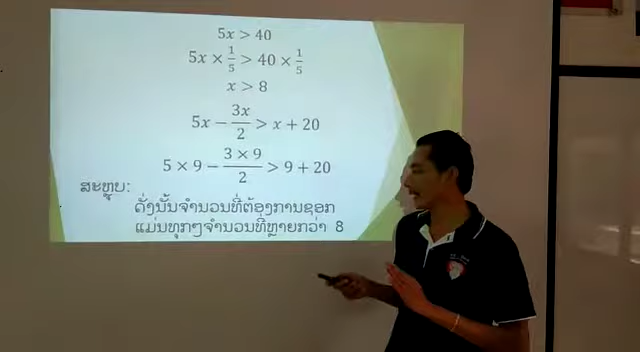 5x > 40
5x × 1/5 > 40 × 1/5
x > 8
5x − 3x/2 > x + 20
5 × 9 − (3 × 9)/2 > 9 + 20
ສະຫຼຸບ:
ດັ່ງນັ້ນຈຳນວນທີ່ຕ້ອງການຊອກ
ແມ່ນທຸກໆຈຳນວນທີ່ຫຼາຍກວ່າ 8